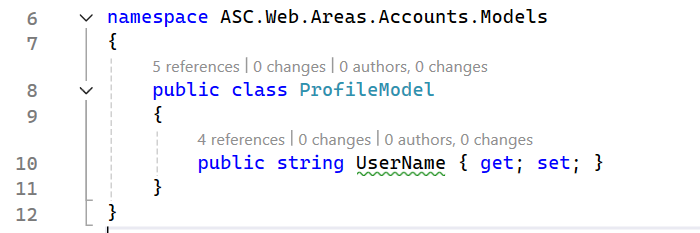 6 namespace ASC.Web.Areas.Accounts.Models
7 {
5 references | 0 changes | 0 authors, 0 changes
8 public class ProfileModel
9 {
4 references | 0 changes | 0 authors, 0 changes
10 public string UserName { get; set; }
11 }
12 }